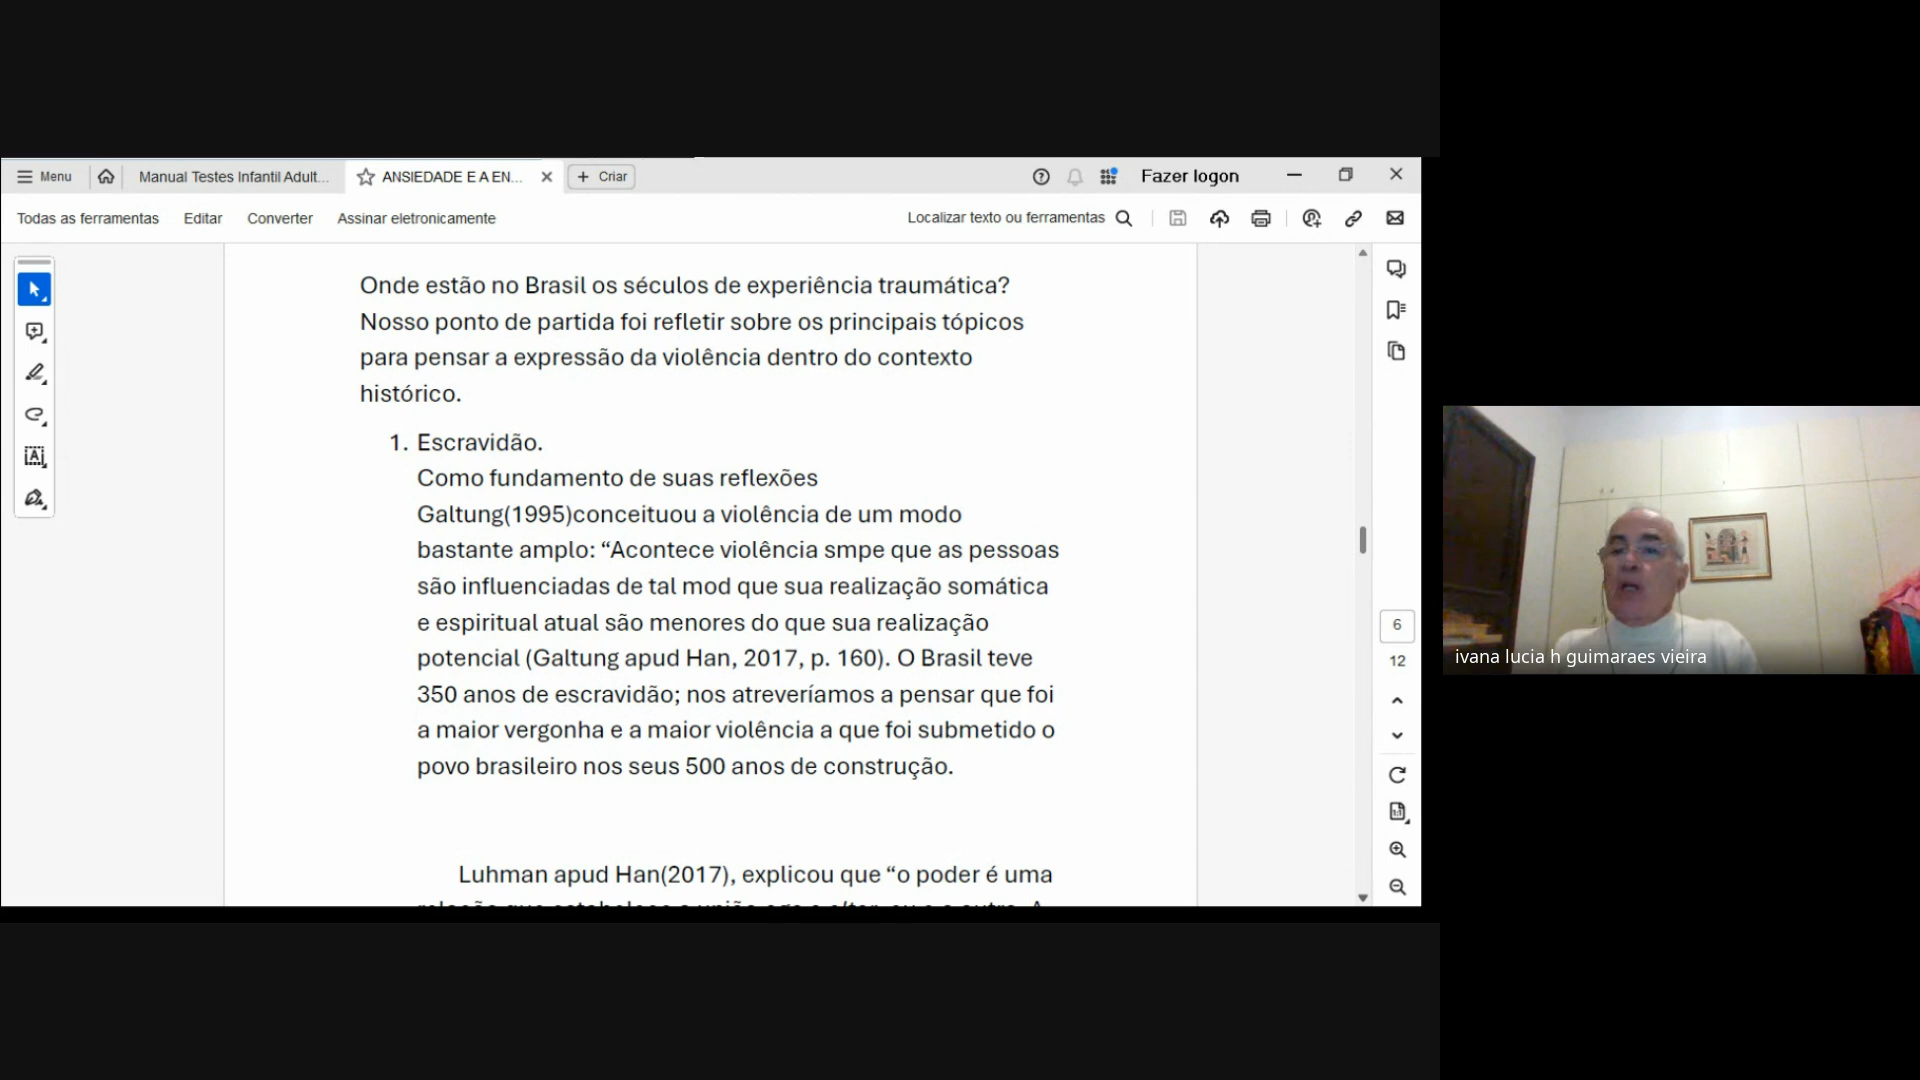 Menu
Manual Testes Infantil Adult...
ANSIEDADE E A EN...
Criar
Fazer logon
Todas as ferramentas
Editar
Converter
Assinar eletronicamente
Localizar texto ou ferramentas
Onde estão no Brasil os séculos de experiência traumática?
Nosso ponto de partida foi refletir sobre os principais tópicos
para pensar a expressão da violência dentro do contexto
histórico.
1. Escravidão.
Como fundamento de suas reflexões
Galtung(1995)conceituou a violência de um modo
bastante amplo: “Acontece violência smpe que as pessoas
são influenciadas de tal mod que sua realização somática
e espiritual atual são menores do que sua realização
potencial (Galtung apud Han, 2017, p. 160). O Brasil teve
350 anos de escravidão; nos atreveríamos a pensar que foi
a maior vergonha e a maior violência a que foi submetido o
povo brasileiro nos seus 500 anos de construção.
Luhman apud Han(2017), explicou que “o poder é uma
6
12
ivana lucia h guimaraes vieira